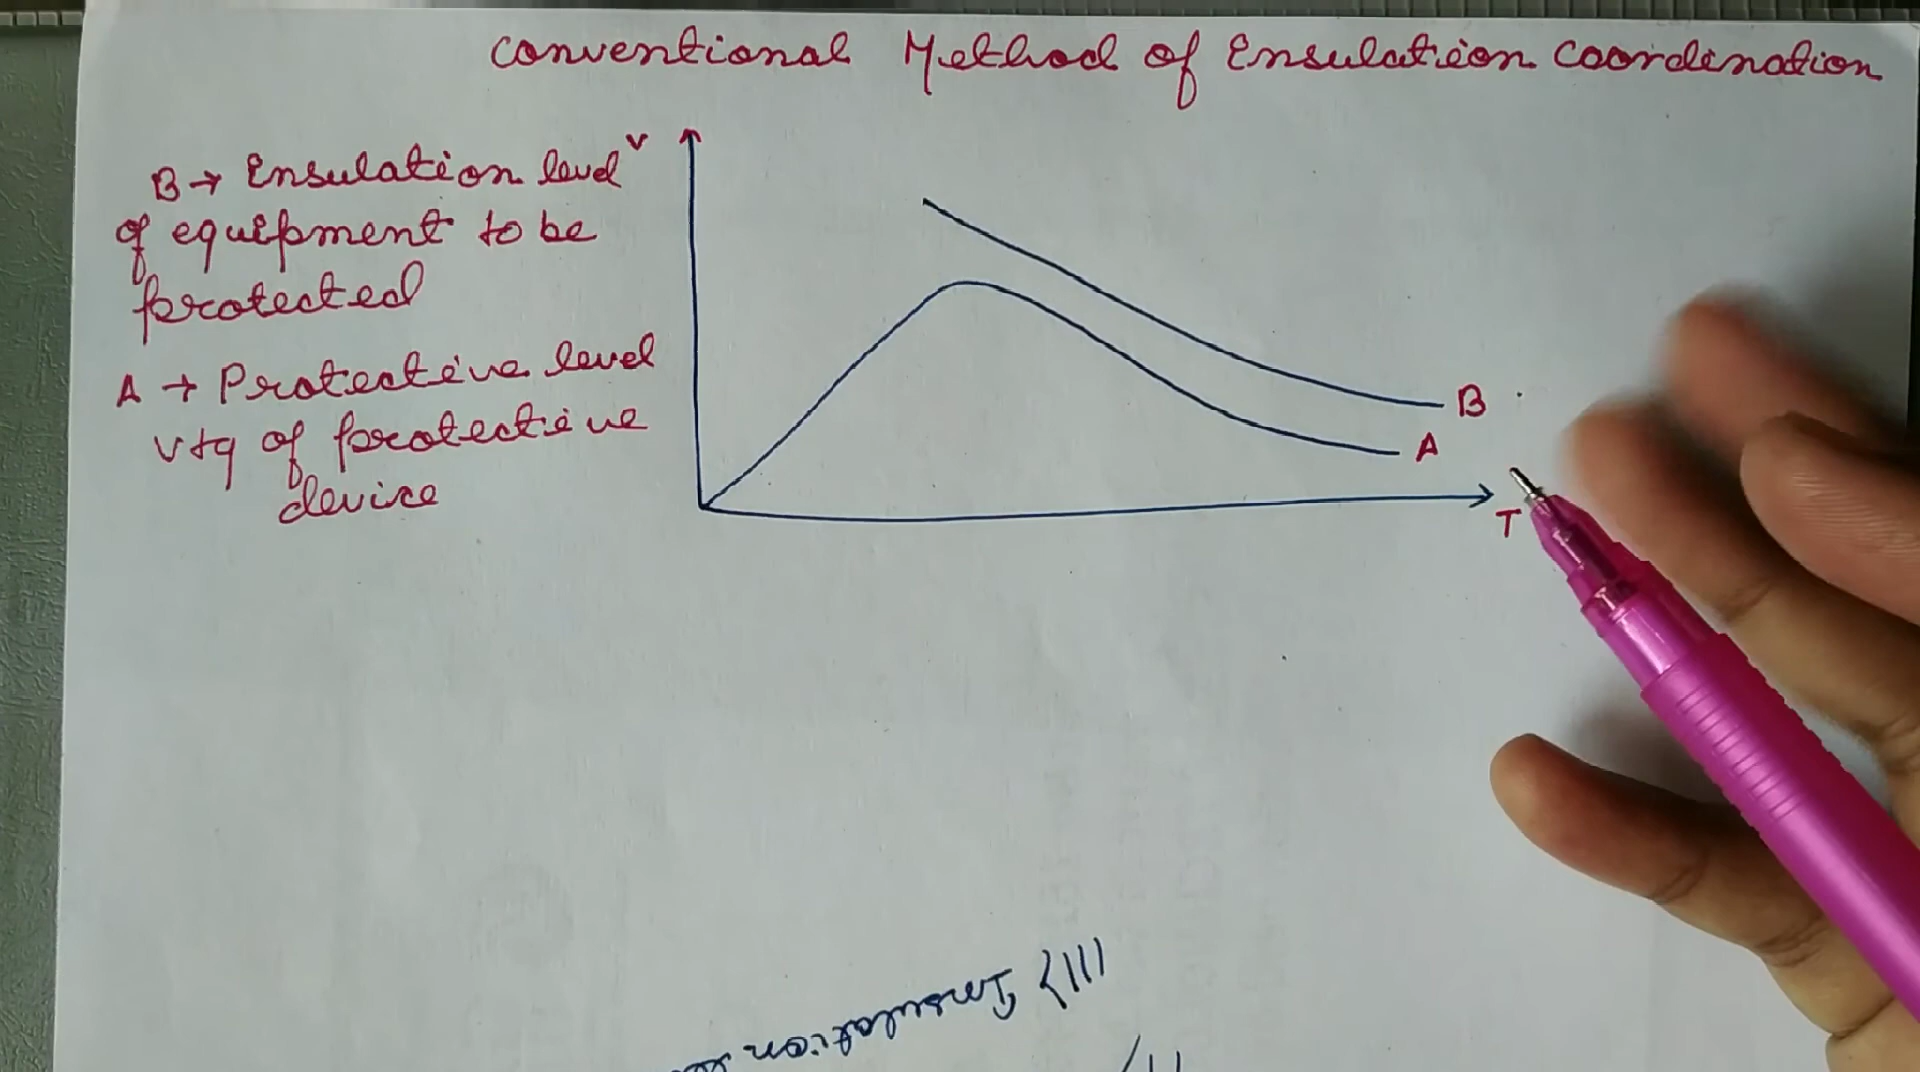 Conventional Method of Insulation Coordination
B → Insulation level
of equipment to be
protected
A → Protective level
vtg of protective
device
V
B
A
T
Insulation